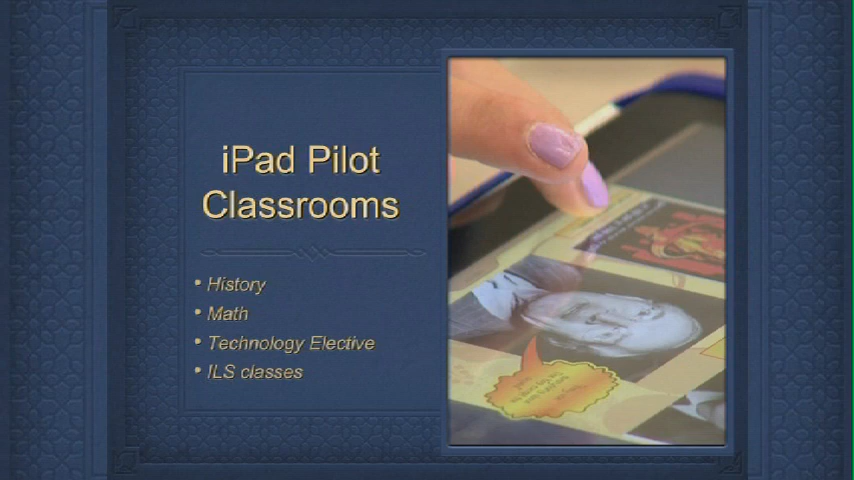 iPad Pilot
Classrooms
• History
• Math
• Technology Elective
• ILS classes